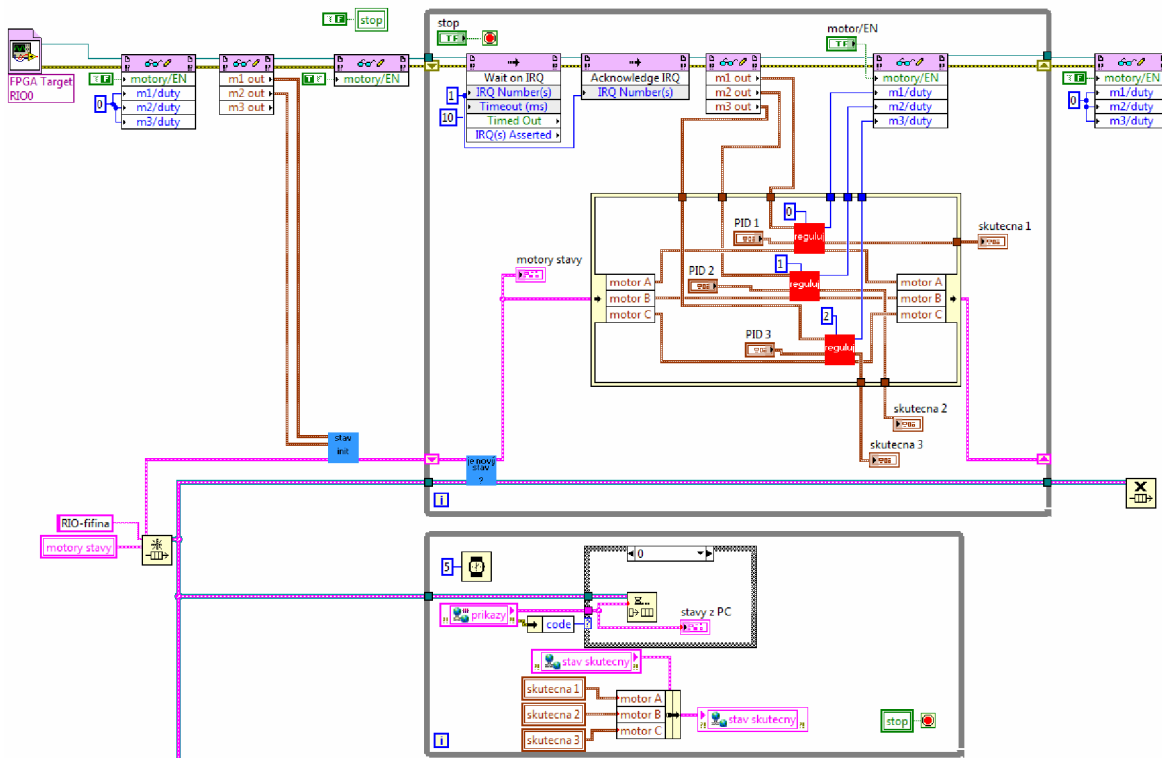 stop
FPGA Target
RIO0
F
motory/EN
m1/duty
m2/duty
m3/duty
0
m1 out
m2 out
m3 out
T
motory/EN
stop
TF
Wait on IRQ
IRQ Number(s)
Timeout (ms)
Timed Out
IRQ(s) Asserted
1
10
Acknowledge IRQ
IRQ Number(s)
m1 out
m2 out
m3 out
motor/EN
TF
motory/EN
m1/duty
m2/duty
m3/duty
F
motory/EN
m1/duty
m2/duty
m3/duty
0
motory stavy
motor A
motor B
motor C
PID 1
0
reguluj
PID 2
1
reguluj
PID 3
2
reguluj
motor A
motor B
motor C
skutecna 1
skutecna 2
skutecna 3
stav
init
je novy
stav
?
i
RIO-fifina
motory stavy
5
0
prikazy
code
?
stavy z PC
stav skutecny
skutecna 1
skutecna 2
skutecna 3
motor A
motor B
motor C
stav skutecny
stop
i